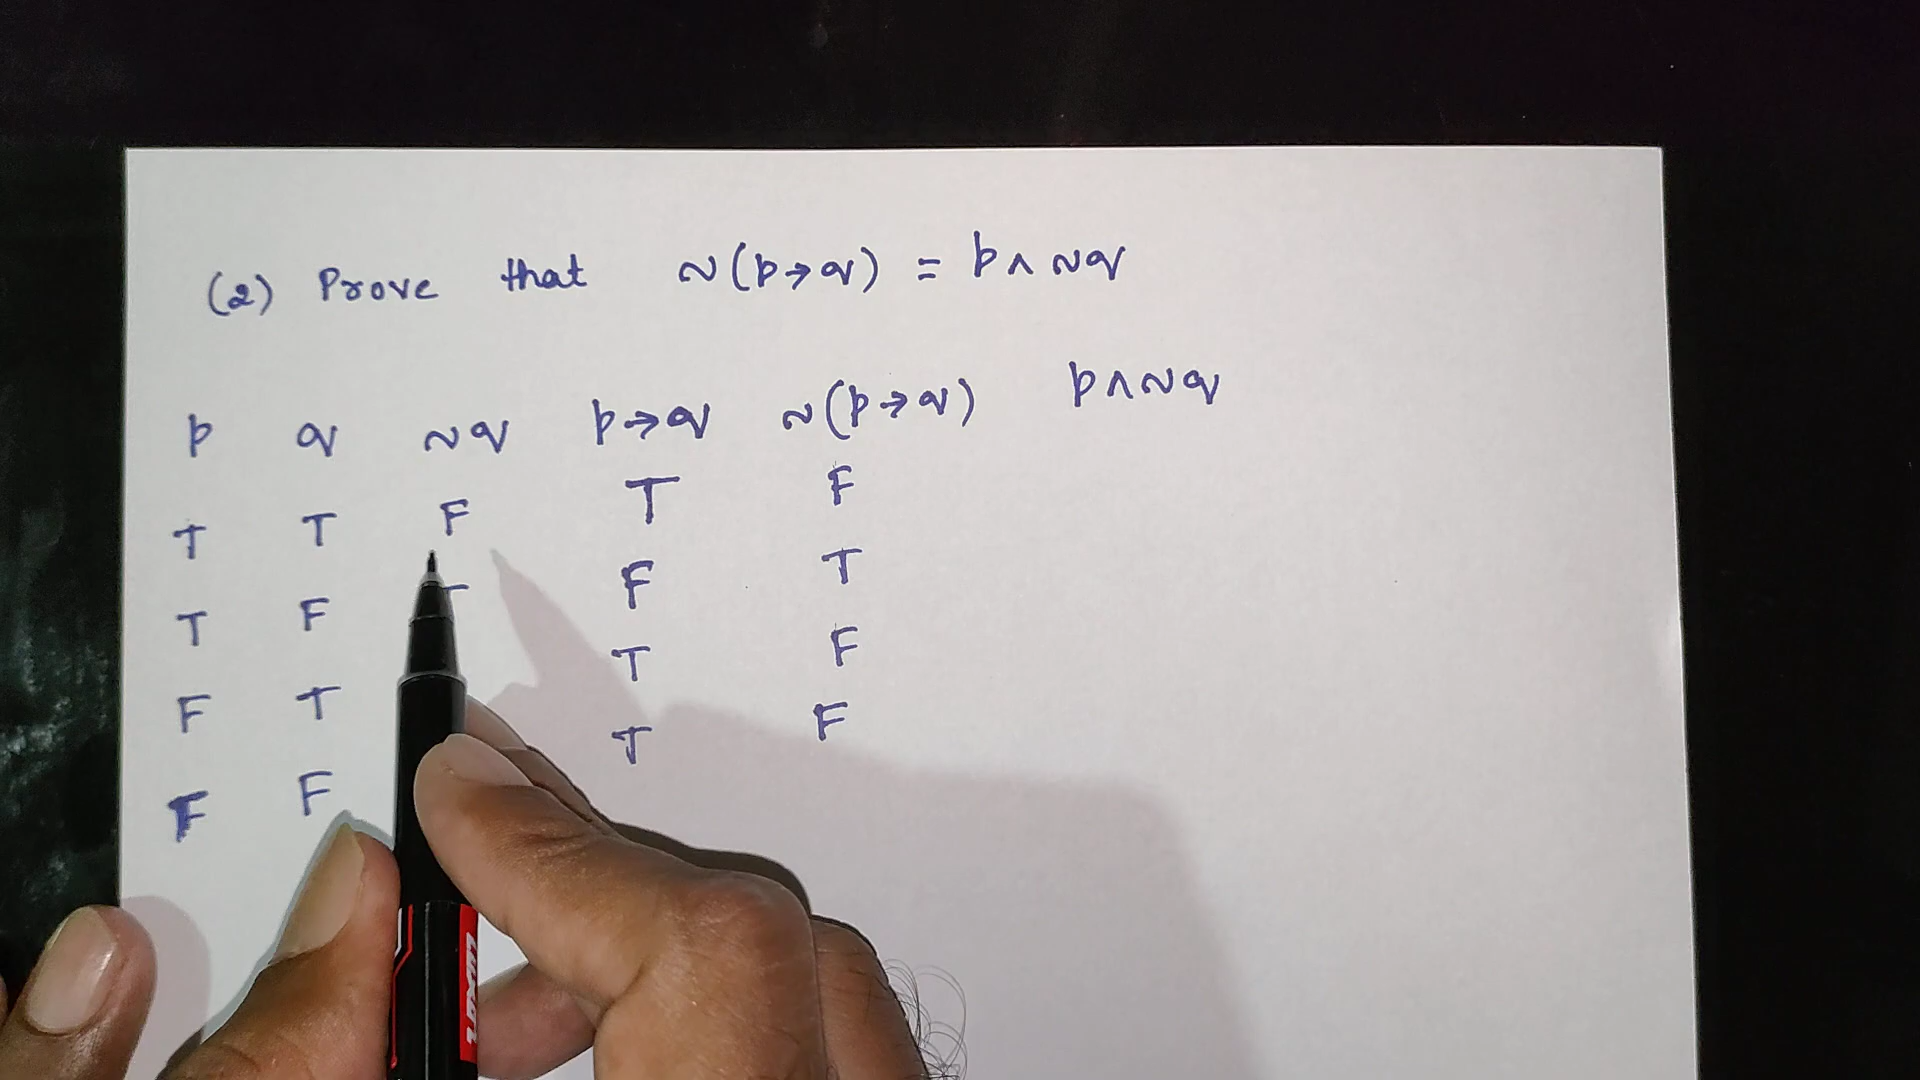 (2) Prove that ~(p→q) = p∧~q
p q ~q p→q ~(p→q) p∧~q
T T F T F
T F T F T
F T T F
F F T F